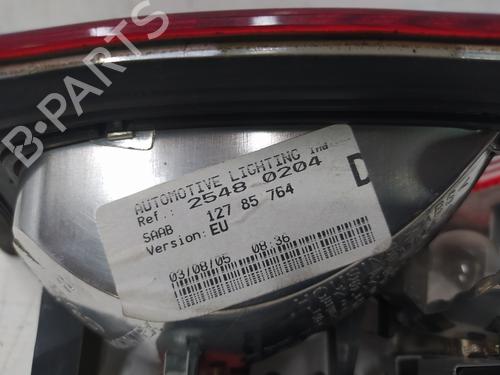 B-PARTS
AUTOMOTIVE LIGHTING
Ref.: 2548 0204 Ind
SAAB 127 85 764
Version: EU
D
03/08/05 08:36